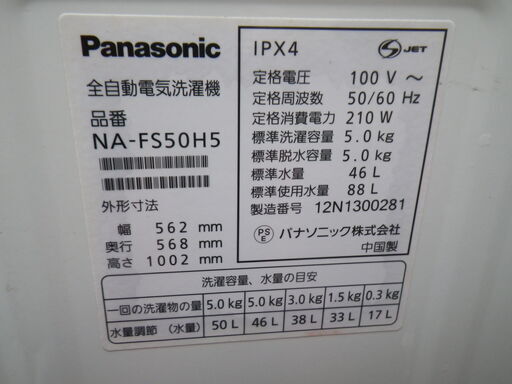 Panasonic
全自動電気洗濯機
品番
NA-FS50H5
外形寸法
幅 562 mm
奥行 568 mm
高さ 1002 mm
IPX4
S JET
定格電圧 100 V ～
定格周波数 50/60 Hz
定格消費電力 210 W
標準洗濯容量 5.0 kg
標準脱水容量 5.0 kg
標準水量 46 L
標準使用水量 88 L
製造番号 12N1300281
PS E パナソニック株式会社
中国製
洗濯容量、水量の目安
一回の洗濯物の量 5.0 kg 5.0 kg 3.0 kg 1.5 kg 0.3 kg
水量調節 (水量) 50 L 46 L 38 L 33 L 17 L